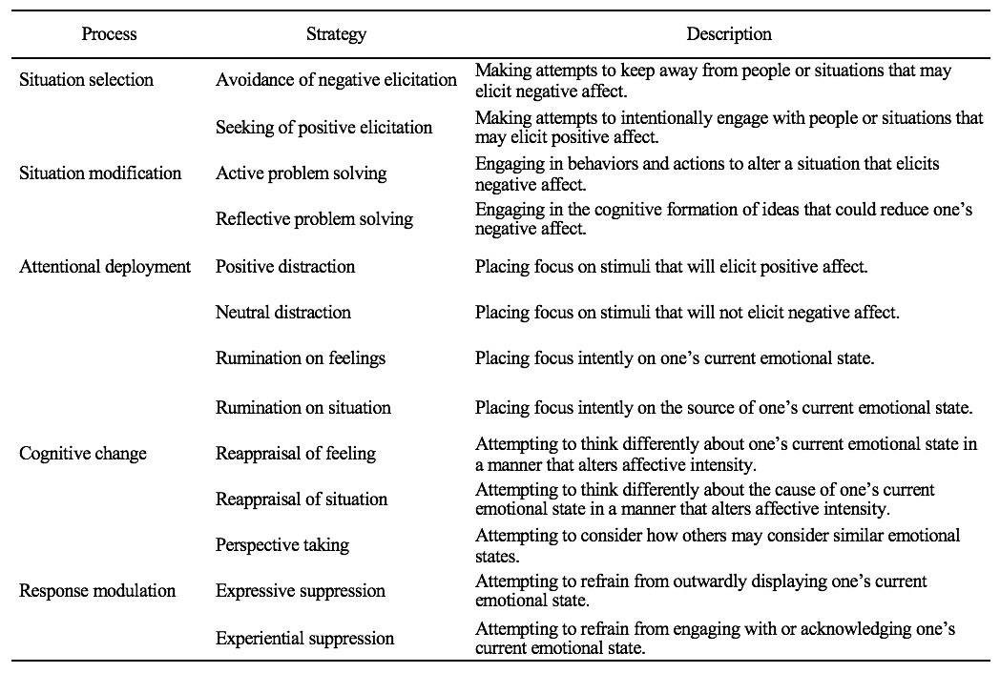 Process Strategy Description
Situation selection Avoidance of negative elicitation Making attempts to keep away from people or situations that may
elicit negative affect.
Seeking of positive elicitation Making attempts to intentionally engage with people or situations that
may elicit positive affect.
Situation modification Active problem solving Engaging in behaviors and actions to alter a situation that elicits
negative affect.
Reflective problem solving Engaging in the cognitive formation of ideas that could reduce one’s
negative affect.
Attentional deployment Positive distraction Placing focus on stimuli that will elicit positive affect.
Neutral distraction Placing focus on stimuli that will not elicit negative affect.
Rumination on feelings Placing focus intently on one’s current emotional state.
Rumination on situation Placing focus intently on the source of one’s current emotional state.
Cognitive change Reappraisal of feeling Attempting to think differently about one’s current emotional state in
a manner that alters affective intensity.
Reappraisal of situation Attempting to think differently about the cause of one’s current
emotional state in a manner that alters affective intensity.
Perspective taking Attempting to consider how others may consider similar emotional
states.
Response modulation Expressive suppression Attempting to refrain from outwardly displaying one’s current
emotional state.
Experiential suppression Attempting to refrain from engaging with or acknowledging one’s
current emotional state.